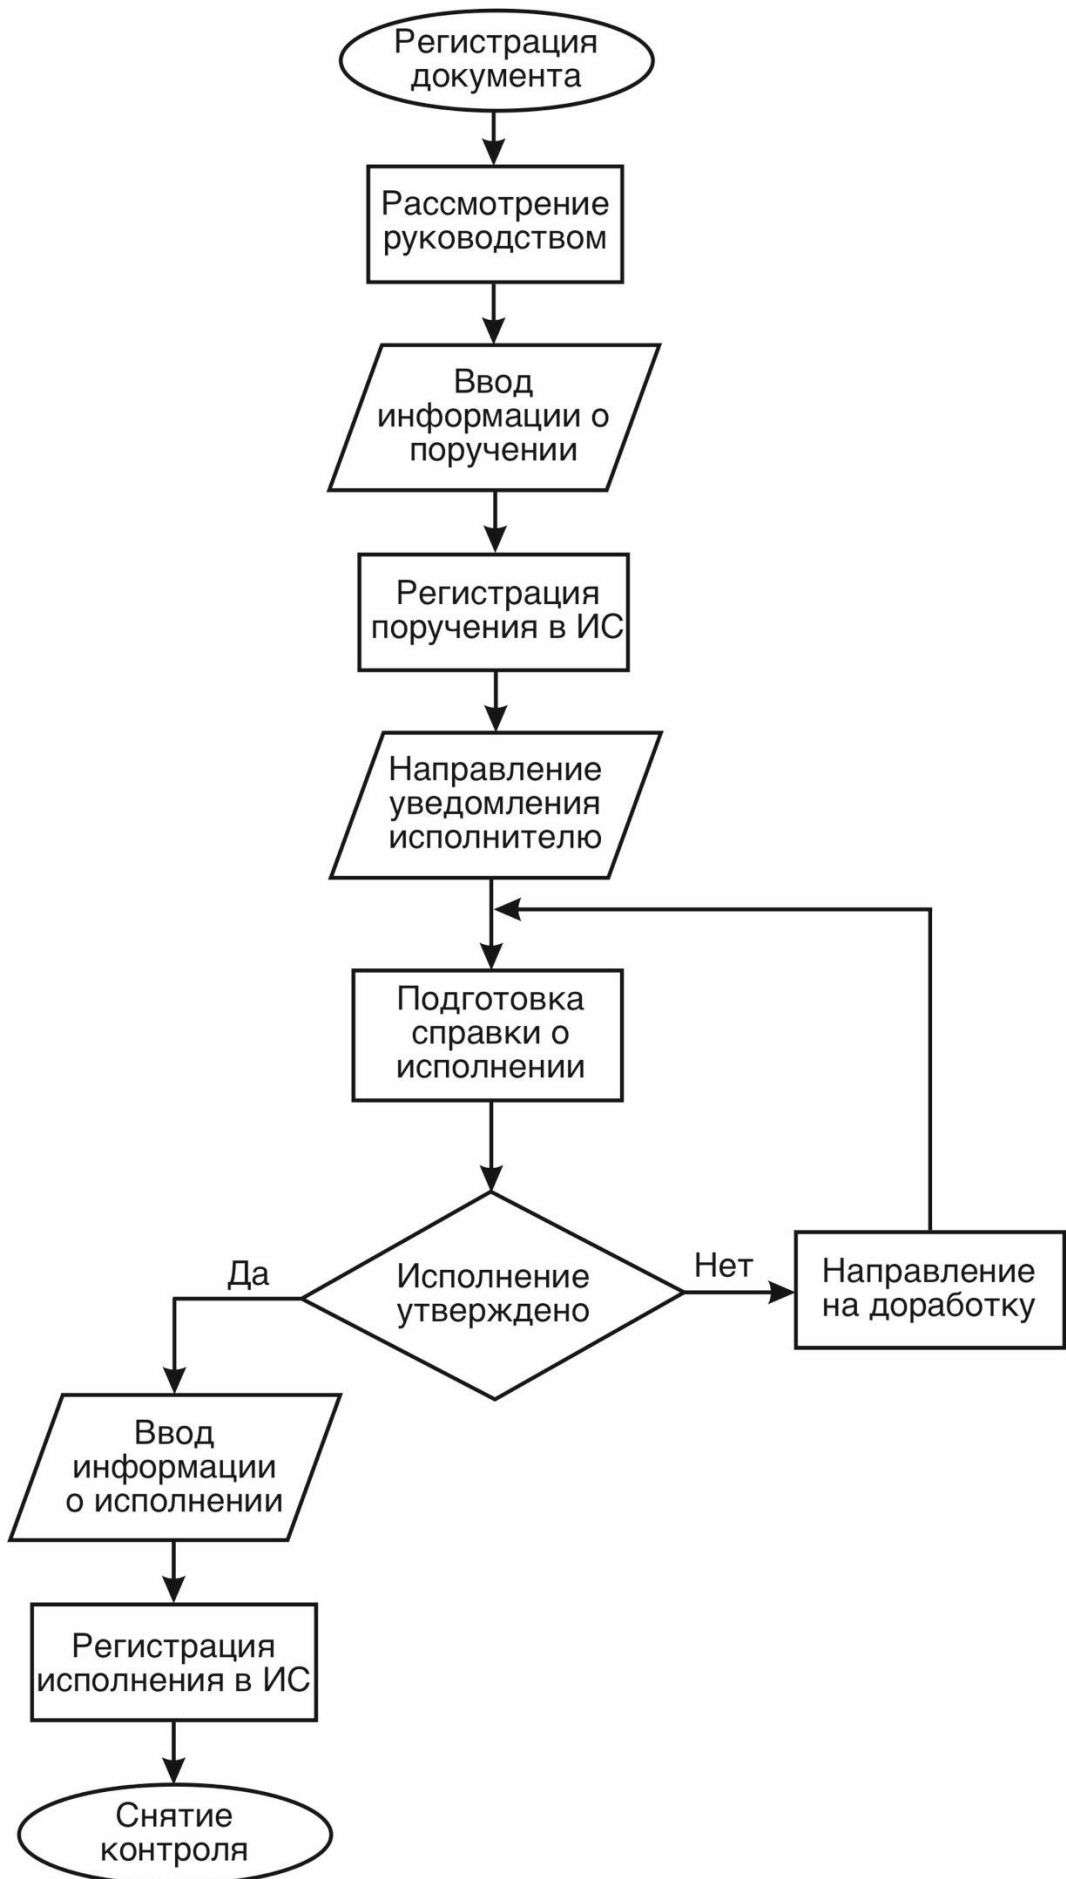 Регистрация
документа
Рассмотрение
руководством
Ввод
информации о
поручении
Регистрация
поручения в ИС
Направление
уведомления
исполнителю
Подготовка
справки о
исполнении
Исполнение
утверждено
Да
Нет
Направление
на доработку
Ввод
информации
о исполнении
Регистрация
исполнения в ИС
Снятие
контроля